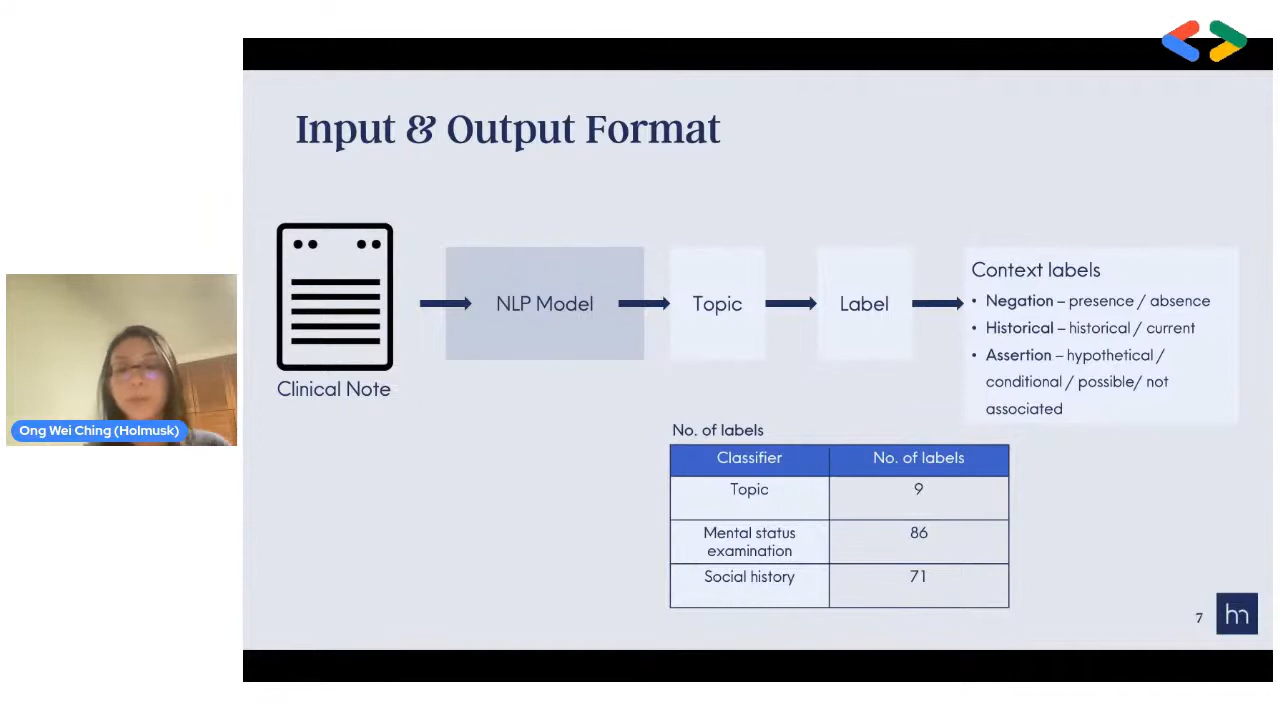 Input & Output Format
Clinical Note
NLP Model
Topic
Label
Context labels
• Negation – presence / absence
• Historical – historical / current
• Assertion – hypothetical /
conditional / possible/ not
associated
Ong Wei Ching (Holmusk)
No. of labels
Classifier No. of labels
Topic 9
Mental status
examination 86
Social history 71
7
hm